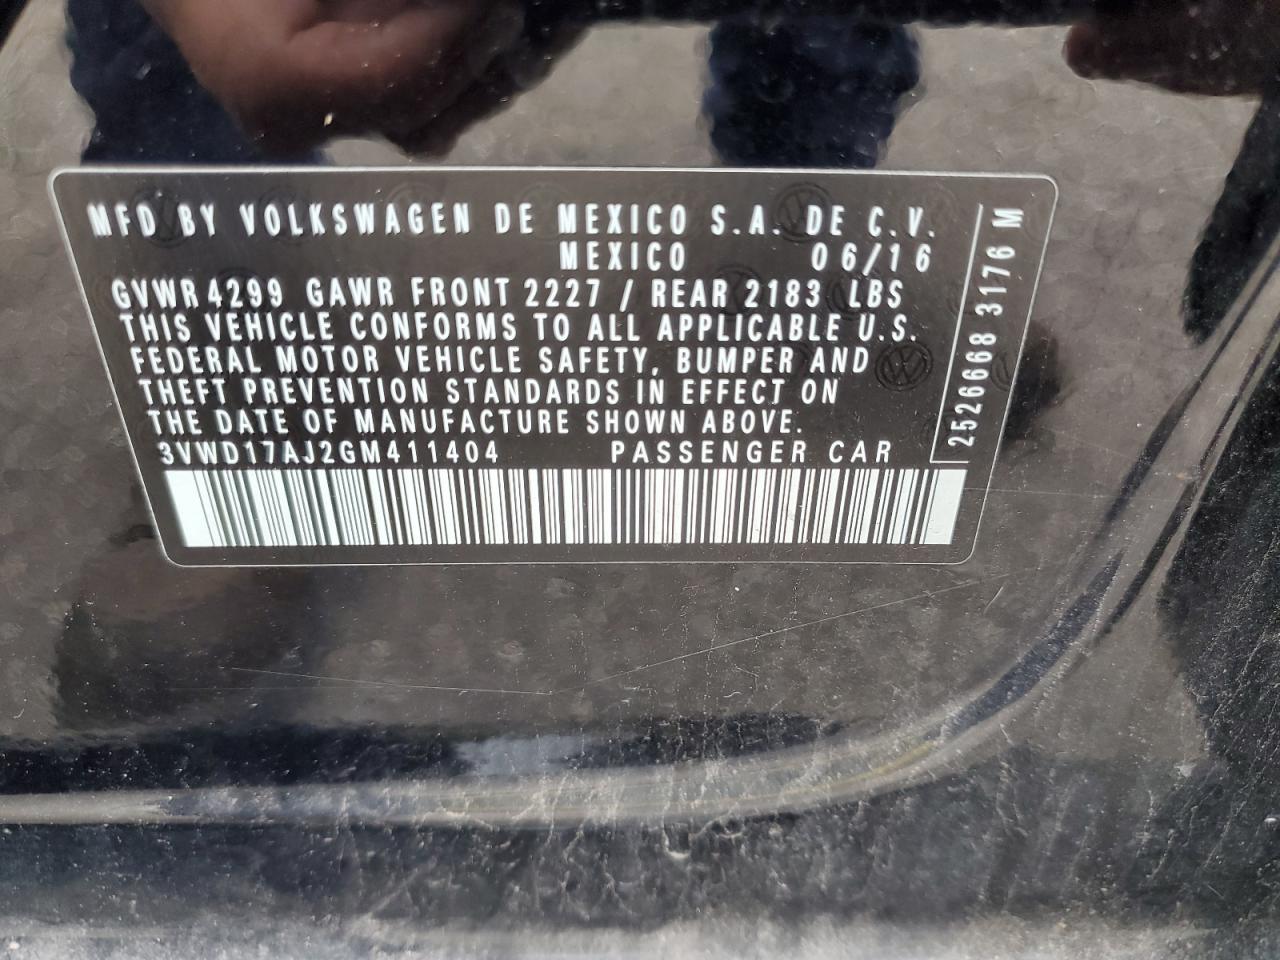 MFD BY VOLKSWAGEN DE MEXICO S.A. DE C.V.
MEXICO 06/16
GVWR 4299 GAWR FRONT 2227 / REAR 2183 LBS
THIS VEHICLE CONFORMS TO ALL APPLICABLE U.S.
FEDERAL MOTOR VEHICLE SAFETY, BUMPER AND
THEFT PREVENTION STANDARDS IN EFFECT ON
THE DATE OF MANUFACTURE SHOWN ABOVE.
3VWD17AJ2GM411404 PASSENGER CAR
2526668 3176 M